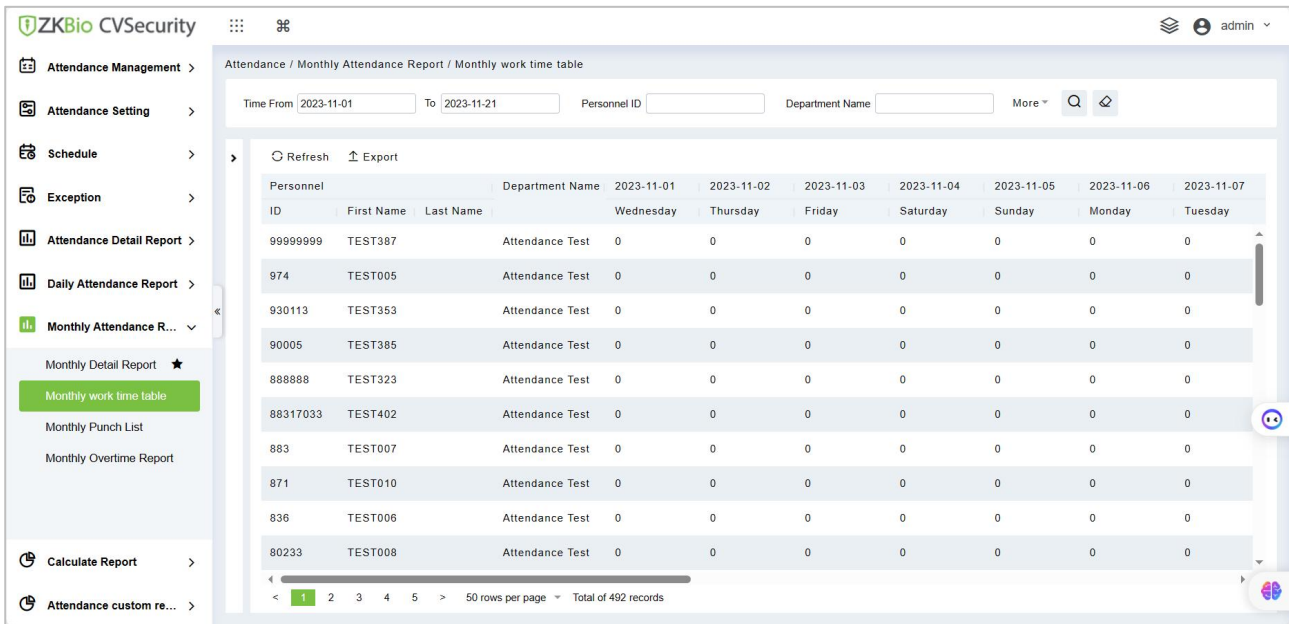 ZKBio CVSecurity
admin
Attendance Management
Attendance Setting
Schedule
Exception
Attendance Detail Report
Daily Attendance Report
Monthly Attendance R...
Monthly Detail Report
Monthly work time table
Monthly Punch List
Monthly Overtime Report
Calculate Report
Attendance custom re...
Attendance / Monthly Attendance Report / Monthly work time table
Time From 2023-11-01 To 2023-11-21 Personnel ID Department Name More
Refresh Export
Personnel Department Name 2023-11-01 2023-11-02 2023-11-03 2023-11-04 2023-11-05 2023-11-06 2023-11-07
ID First Name Last Name Wednesday Thursday Friday Saturday Sunday Monday Tuesday
99999999 TEST387 Attendance Test 0 0 0 0 0 0 0
974 TEST005 Attendance Test 0 0 0 0 0 0 0
930113 TEST353 Attendance Test 0 0 0 0 0 0 0
90005 TEST385 Attendance Test 0 0 0 0 0 0 0
888888 TEST323 Attendance Test 0 0 0 0 0 0 0
88317033 TEST402 Attendance Test 0 0 0 0 0 0 0
883 TEST007 Attendance Test 0 0 0 0 0 0 0
871 TEST010 Attendance Test 0 0 0 0 0 0 0
836 TEST006 Attendance Test 0 0 0 0 0 0 0
80233 TEST008 Attendance Test 0 0 0 0 0 0 0
< 1 2 3 4 5 > 50 rows per page Total of 492 records